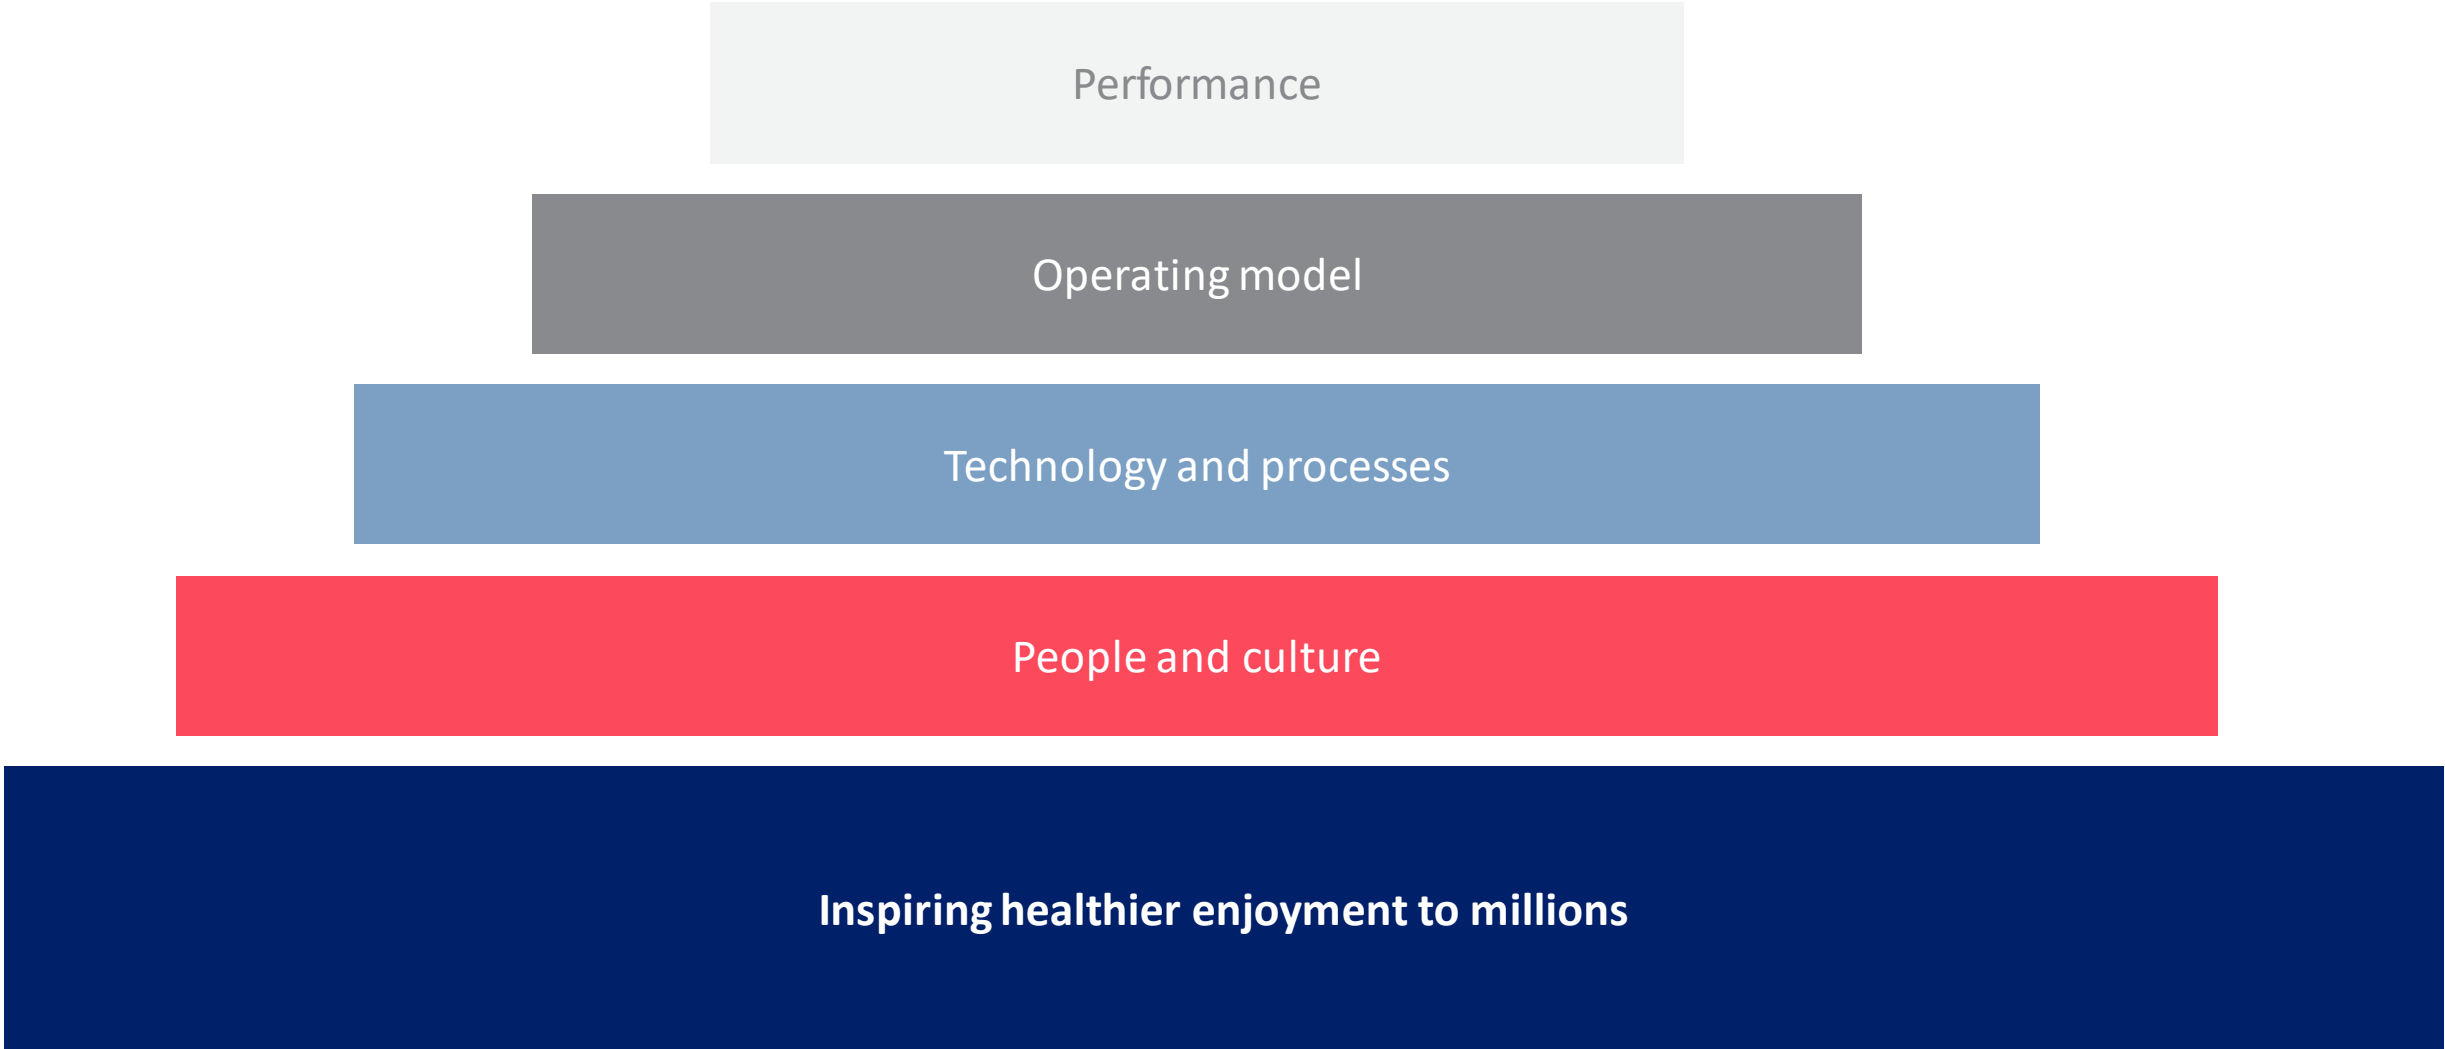 Performance
Operating model
Technology and processes
People and culture
Inspiring healthier enjoyment to millions